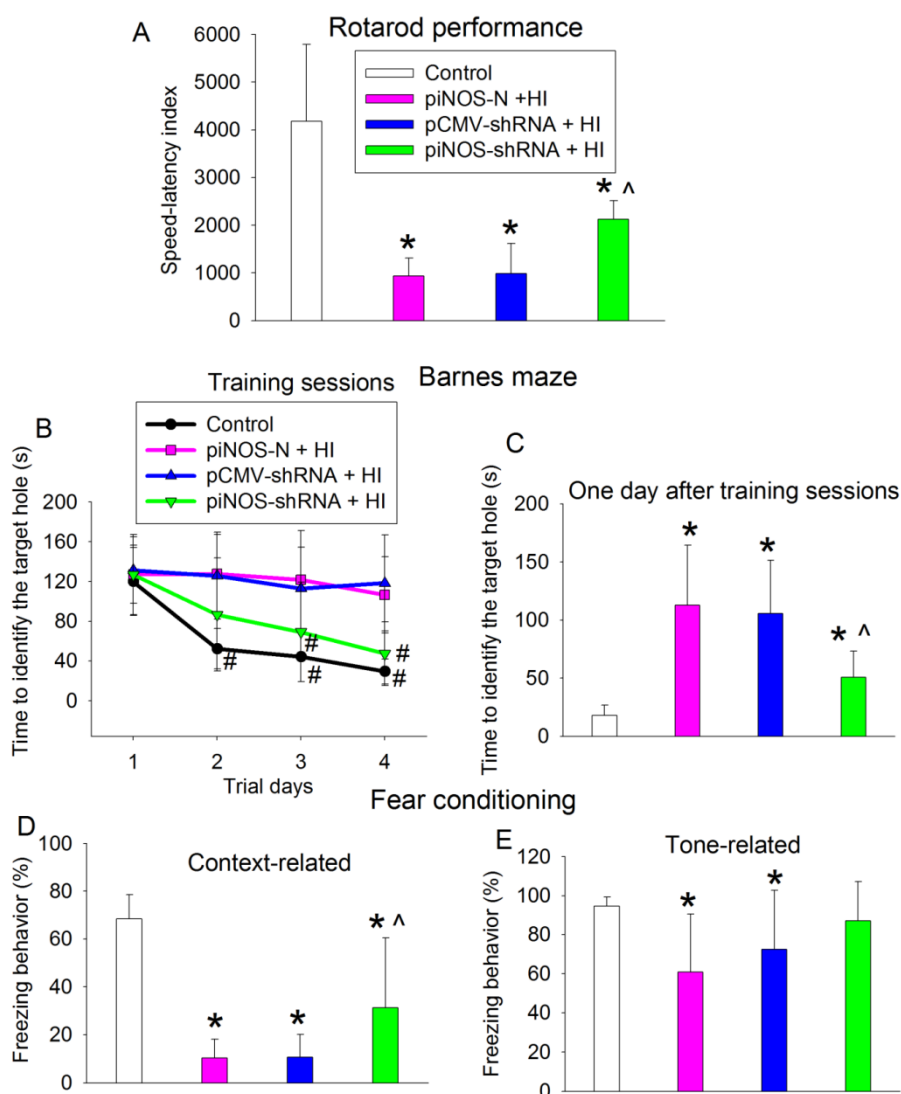 A
Rotarod performance
Speed-latency index
6000
5000
4000
3000
2000
1000
0
Control
piNOS-N +HI
pCMV-shRNA + HI
piNOS-shRNA + HI
*
*
* ^
Barnes maze
Training sessions
B
Control
piNOS-N + HI
pCMV-shRNA + HI
piNOS-shRNA + HI
Time to identify the target hole (s)
200
160
120
80
40
0
#
#
#
#
#
1 2 3 4
Trial days
C
One day after training sessions
Time to identify the target hole (s)
200
150
100
50
0
*
*
* ^
Fear conditioning
D
Context-related
Freezing behavior (%)
100
80
60
40
20
0
*
*
* ^
E
Tone-related
Freezing behavior (%)
120
100
80
60
40
20
0
*
*